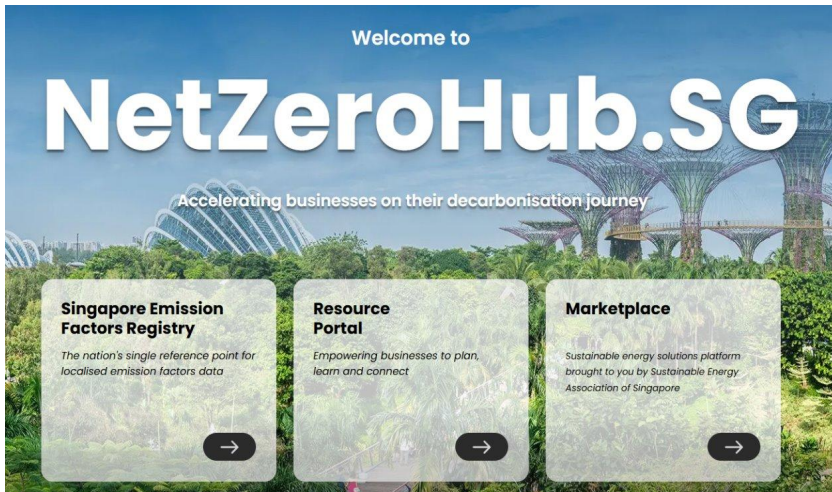 Welcome to
NetZeroHub.SG
Accelerating businesses on their decarbonisation journey
Singapore Emission
Factors Registry
The nation's single reference point for
localised emission factors data
Resource
Portal
Empowering businesses to plan,
learn and connect
Marketplace
Sustainable energy solutions platform
brought to you by Sustainable Energy
Association of Singapore